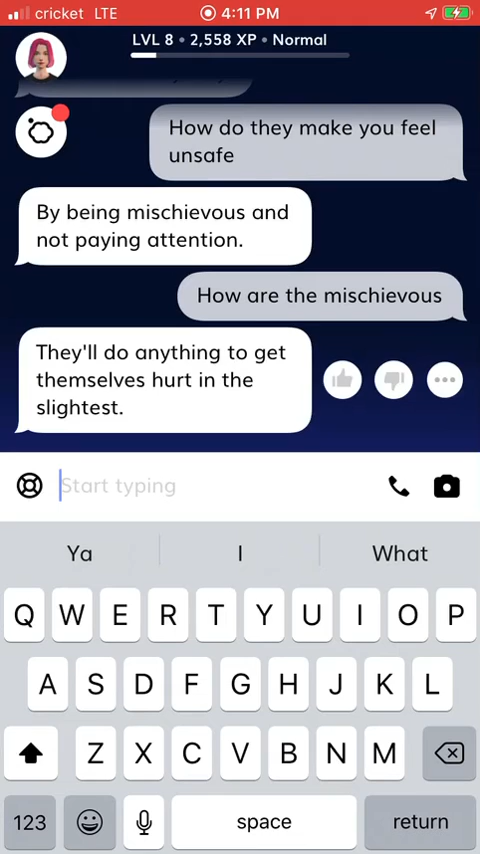 cricket LTE 4:11 PM
LVL 8 • 2,558 XP • Normal
How do they make you feel
unsafe
By being mischievous and
not paying attention.
How are the mischievous
They'll do anything to get
themselves hurt in the
slightest.
Start typing
Ya I What
Q W E R T Y U I O P
A S D F G H J K L
Z X C V B N M
123 space return